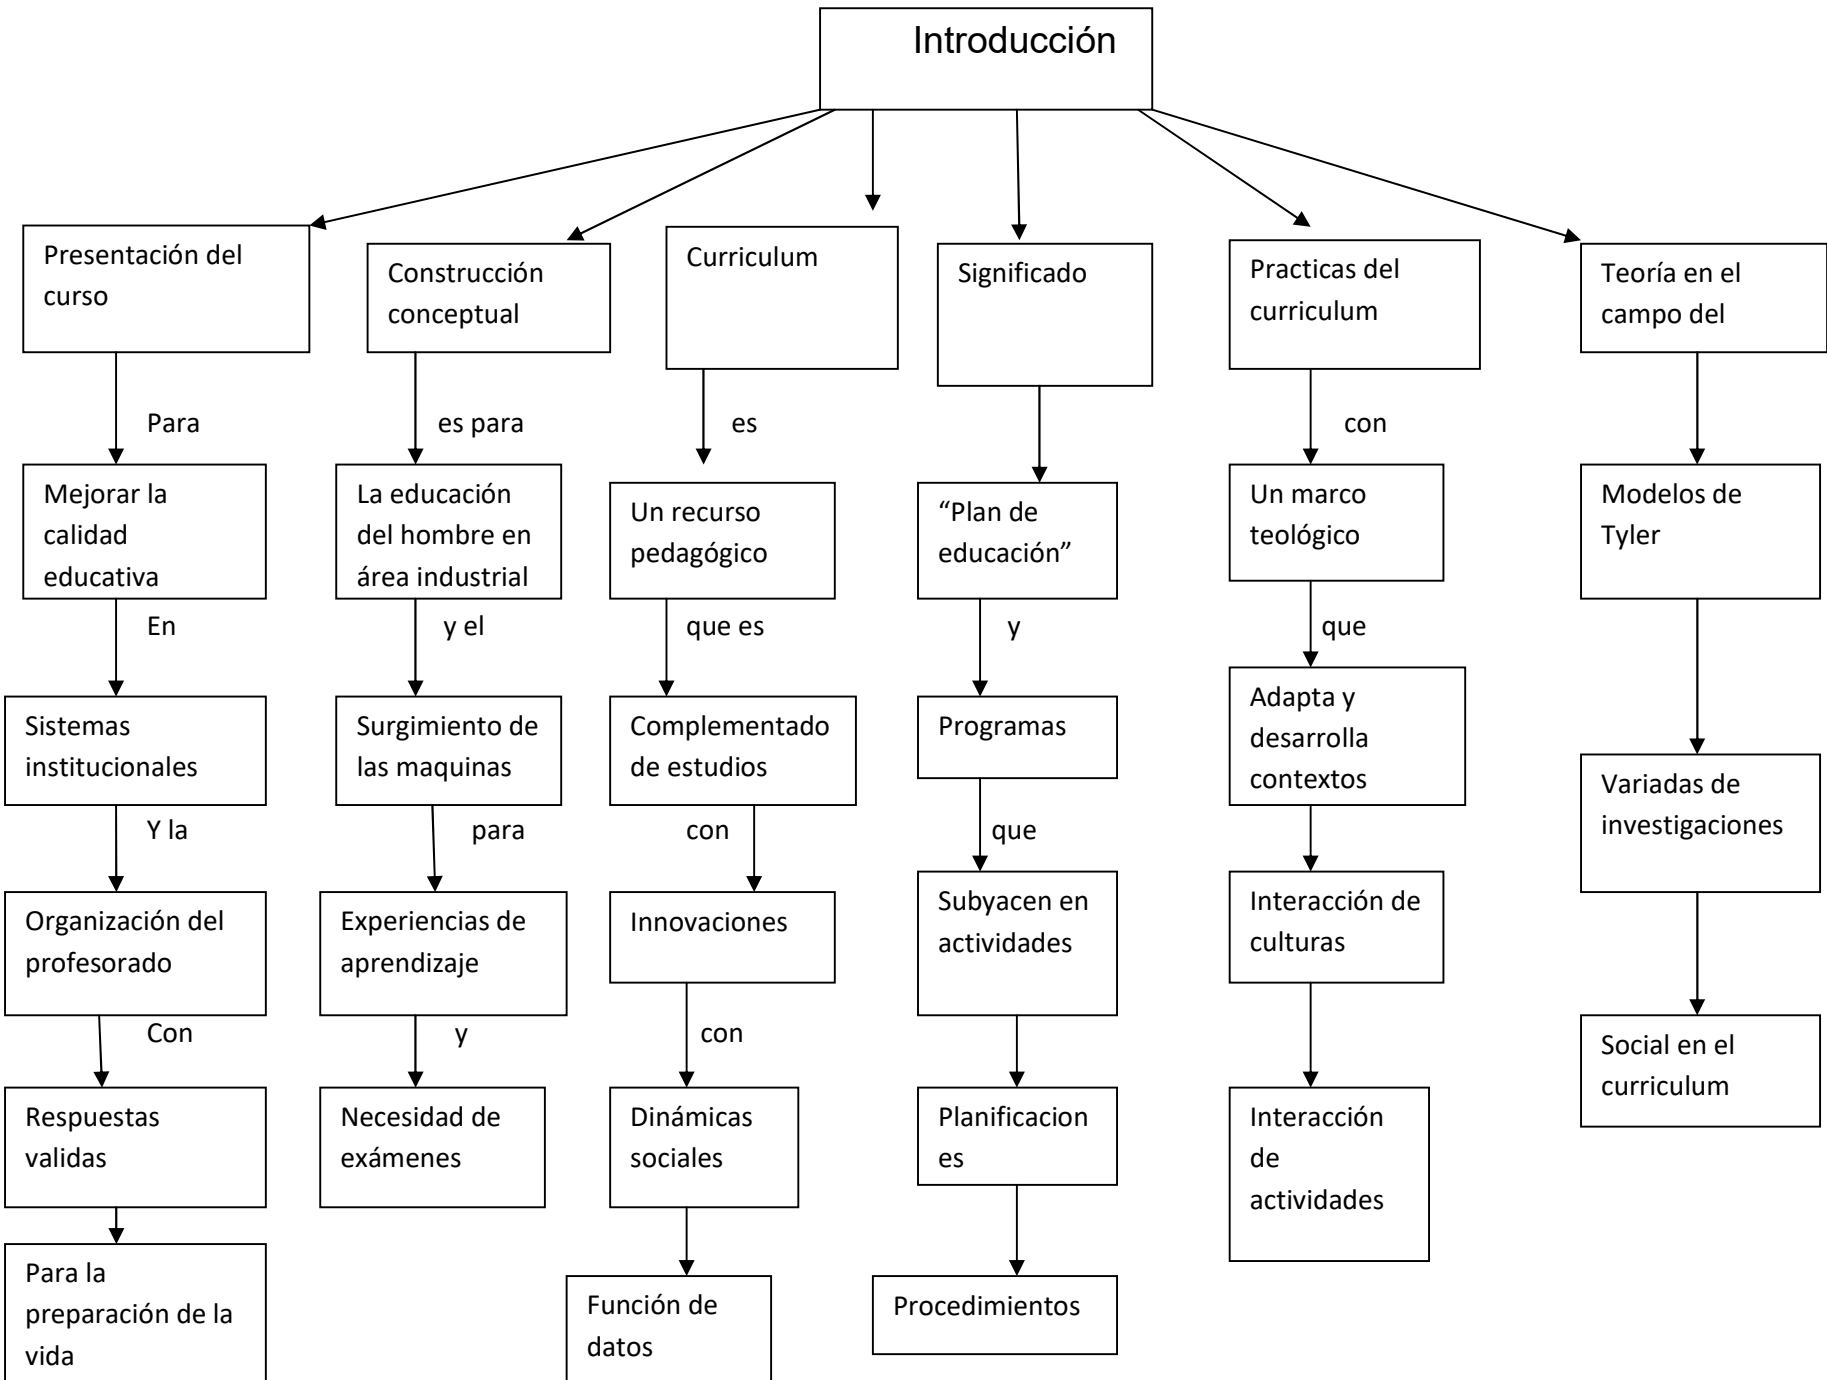 Introducción
Presentación del
curso
Construcción
conceptual
Curriculum
Significado
Practicas del
curriculum
Teoría en el
campo del
Para
es para
es
con
Mejorar la
calidad
educativa
La educación
del hombre en
área industrial
Un recurso
pedagógico
“Plan de
educación”
Un marco
teológico
Modelos de
Tyler
En
y el
que es
y
que
Sistemas
institucionales
Surgimiento de
las maquinas
Complementado
de estudios
Programas
Adapta y
desarrolla
contextos
Variadas de
investigaciones
Y la
para
con
que
Organización del
profesorado
Experiencias de
aprendizaje
Innovaciones
Subyacen en
actividades
Interacción de
culturas
Social en el
curriculum
Con
y
con
Respuestas
validas
Necesidad de
exámenes
Dinámicas
sociales
Planificacion
es
Interacción
de
actividades
Para la
preparación de la
vida
Función de
datos
Procedimientos